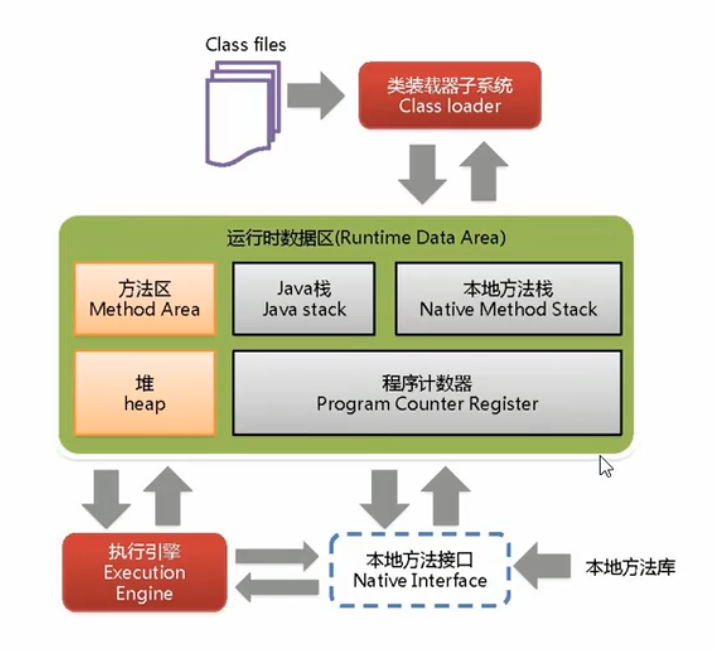 Class files
类装载器子系统
Class loader
运行时数据区(Runtime Data Area)
方法区
Method Area
Java栈
Java stack
本地方法栈
Native Method Stack
堆
heap
程序计数器
Program Counter Register
执行引擎
Execution
Engine
本地方法接口
Native Interface
本地方法库